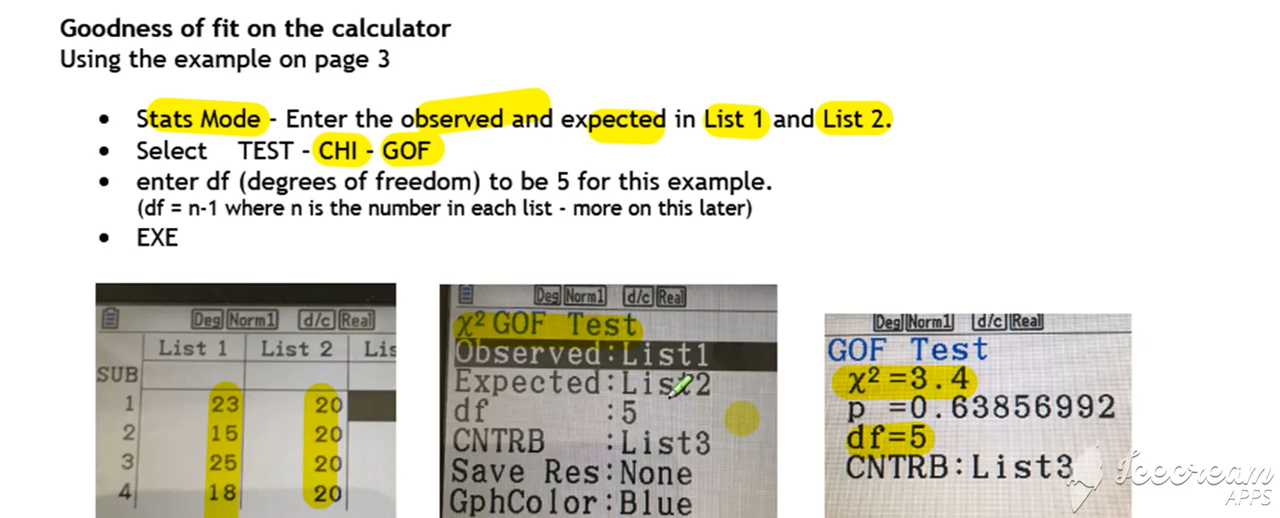 Goodness of fit on the calculator
Using the example on page 3
• Stats Mode - Enter the observed and expected in List 1 and List 2.
• Select TEST - CHI - GOF
• enter df (degrees of freedom) to be 5 for this example.
(df = n-1 where n is the number in each list - more on this later)
• EXE
Deg Norm1 d/c Real
List 1 List 2 Lis
SUB
1 23 20
2 15 20
3 25 20
4 18 20
Deg Norm1 d/c Real
χ² GOF Test
Observed:List1
Expected:List2
df :5
CNTRB :List3
Save Res:None
GphColor:Blue
Deg Norm1 d/c Real
GOF Test
χ²=3.4
p =0.63856992
df=5
CNTRB:List3
Icecream
APPS